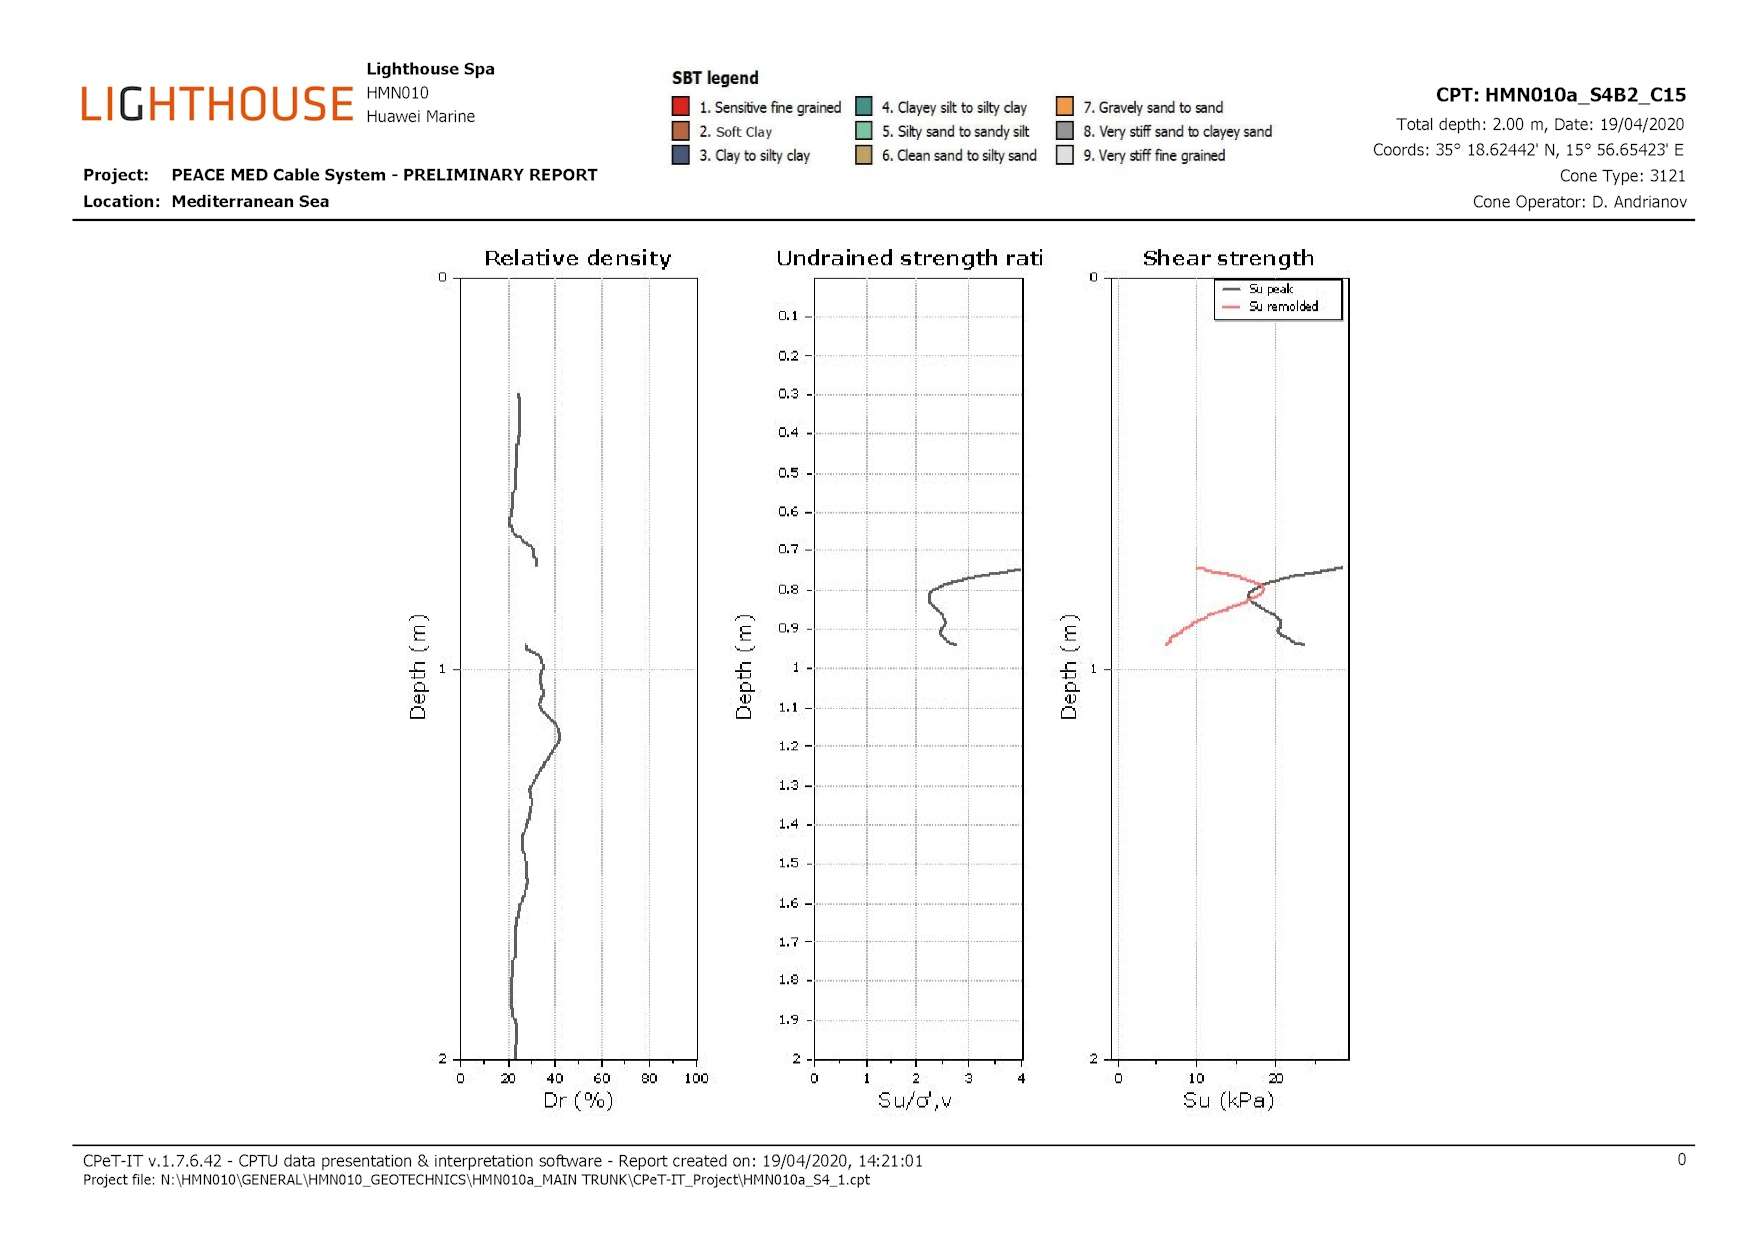 LIGHTHOUSE
Lighthouse Spa
HMN010
Huawei Marine
Project: PEACE MED Cable System - PRELIMINARY REPORT
Location: Mediterranean Sea
SBT legend
1. Sensitive fine grained
2. Soft Clay
3. Clay to silty clay
4. Clayey silt to silty clay
5. Silty sand to sandy silt
6. Clean sand to silty sand
7. Gravely sand to sand
8. Very stiff sand to clayey sand
9. Very stiff fine grained
CPT: HMN010a_S4B2_C15
Total depth: 2.00 m, Date: 19/04/2020
Coords: 35° 18.62442' N, 15° 56.65423' E
Cone Type: 3121
Cone Operator: D. Andrianov
Relative density
0
1
2
Depth (m)
0 20 40 60 80 100
Dr (%)
Undrained strength rati
0.1
0.2
0.3
0.4
0.5
0.6
0.7
0.8
0.9
1
1.1
1.2
1.3
1.4
1.5
1.6
1.7
1.8
1.9
2
Depth (m)
0 1 2 3 4
Su/σ',v
Shear strength
Su peak
Su remolded
0
1
2
Depth (m)
0 10 20
Su (kPa)
CPeT-IT v.1.7.6.42 - CPTU data presentation & interpretation software - Report created on: 19/04/2020, 14:21:01
0
Project file: N:\HMN010\GENERAL\HMN010_GEOTECHNICS\HMN010a_MAIN TRUNK\CPeT-IT_Project\HMN010a_S4_1.cpt